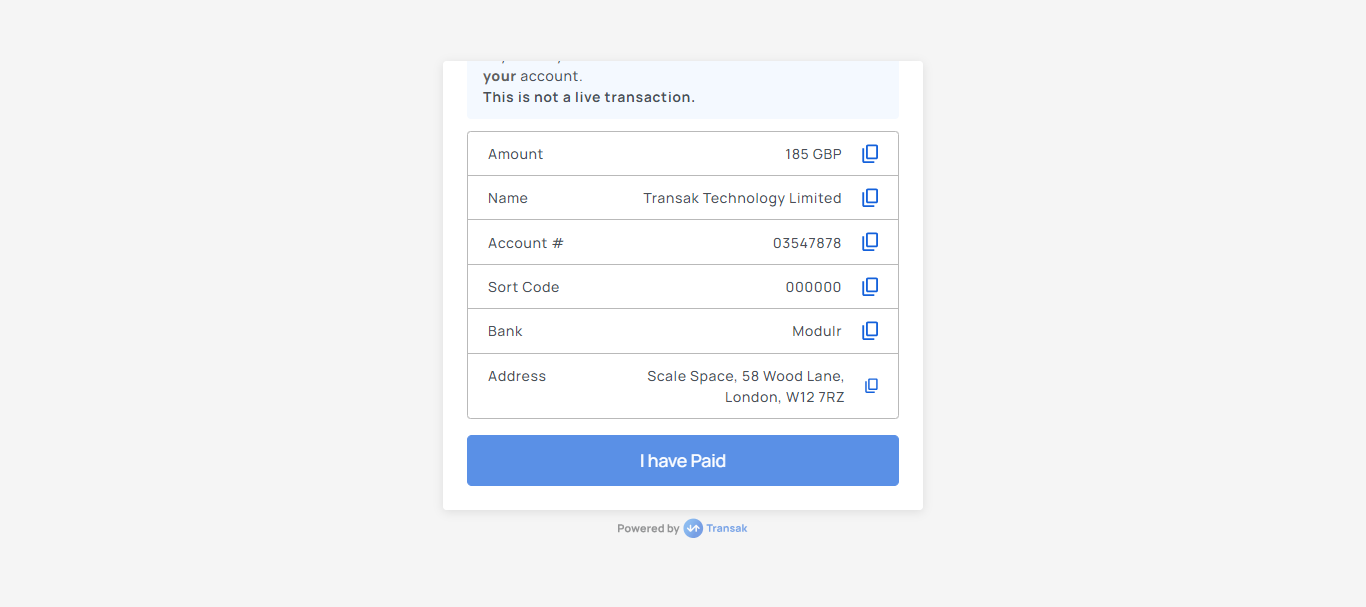 your account.
This is not a live transaction.
Amount 185 GBP
Name Transak Technology Limited
Account # 03547878
Sort Code 000000
Bank Modulr
Address Scale Space, 58 Wood Lane,
London, W12 7RZ
I have Paid
Powered by Transak